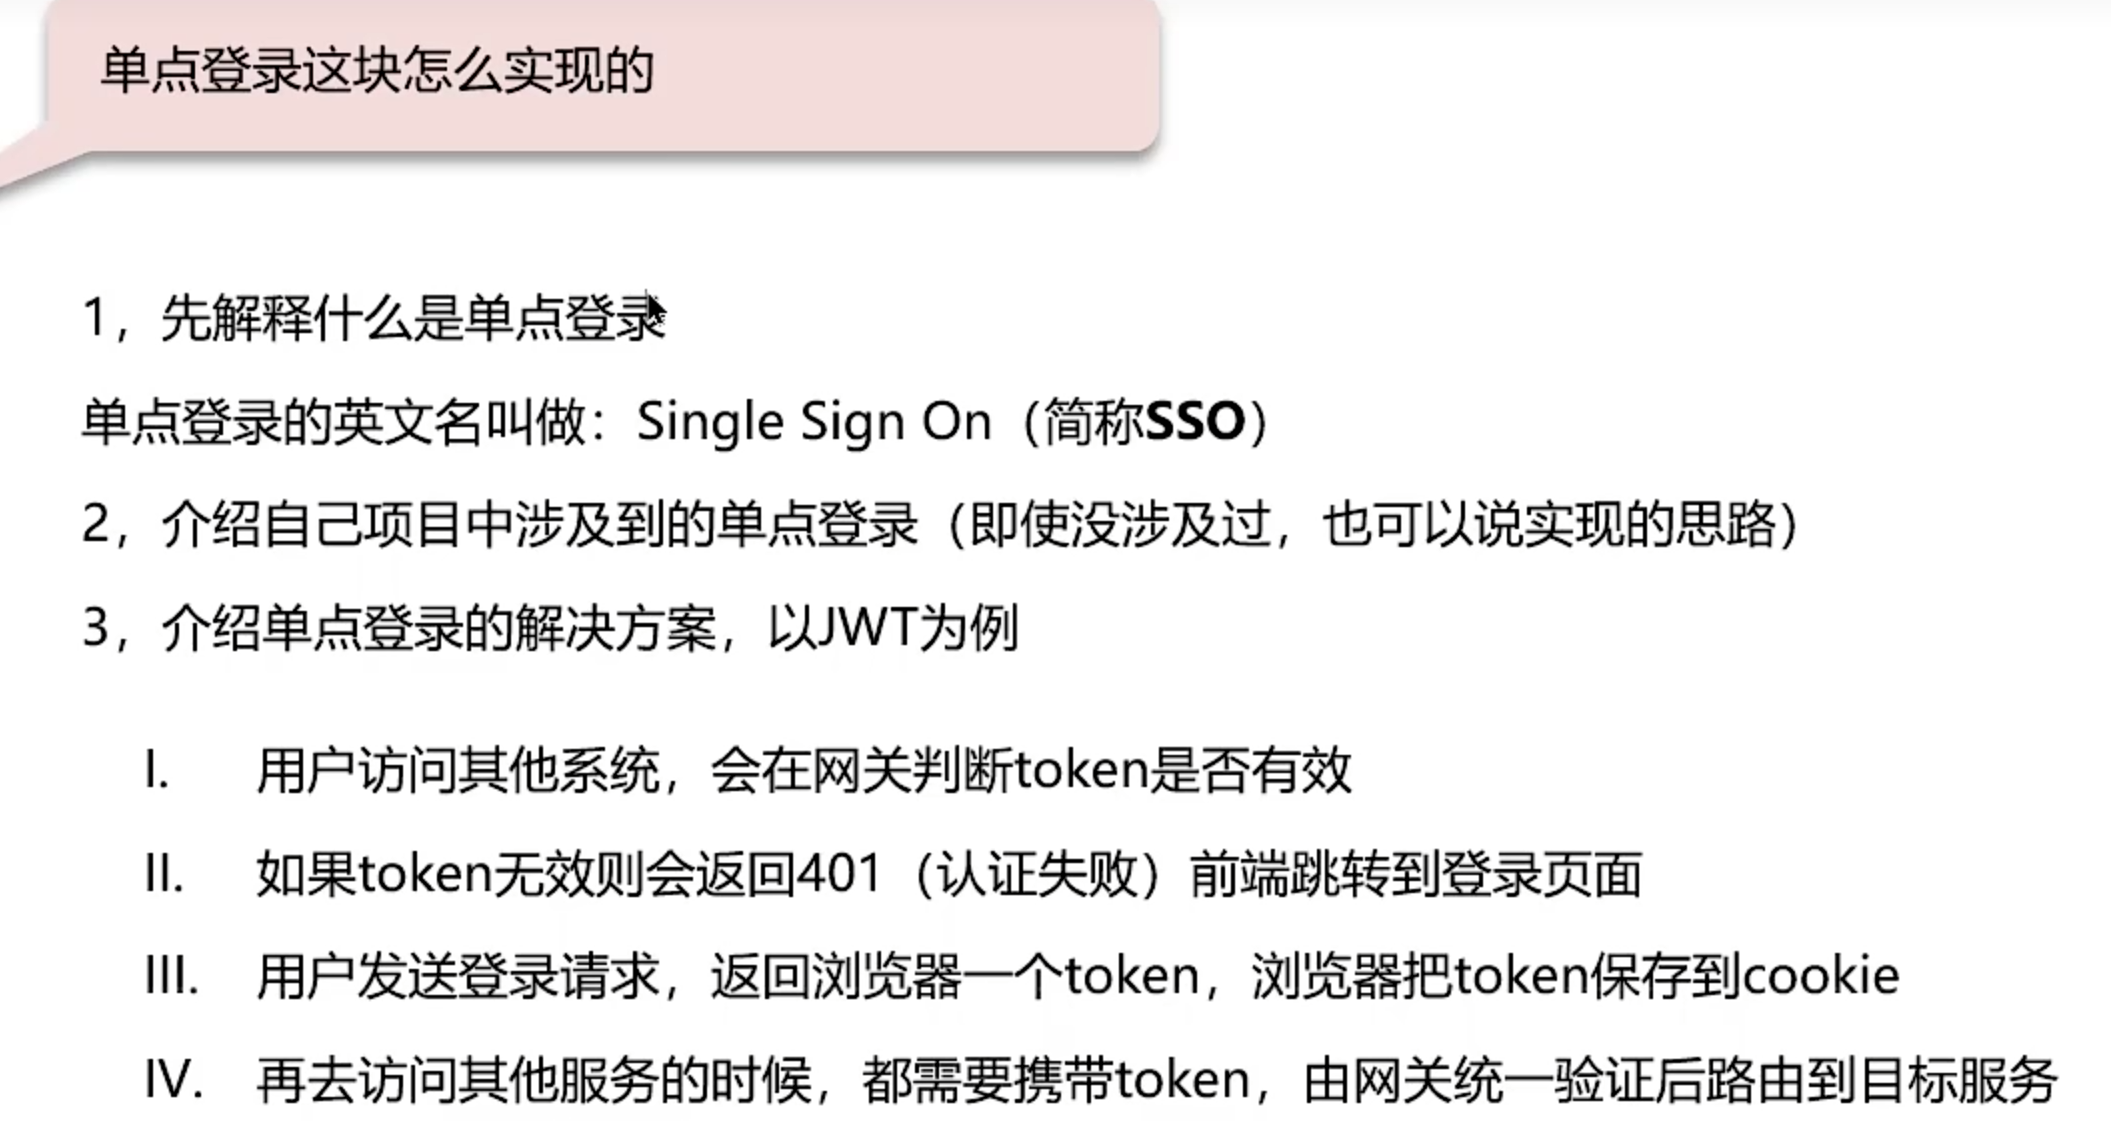 单点登录这块怎么实现的
1，先解释什么是单点登录
单点登录的英文名叫做：Single Sign On（简称SSO）
2，介绍自己项目中涉及到的单点登录（即使没涉及过，也可以说实现的思路）
3，介绍单点登录的解决方案，以JWT为例
I. 用户访问其他系统，会在网关判断token是否有效
II. 如果token无效则会返回401（认证失败）前端跳转到登录页面
III. 用户发送登录请求，返回浏览器一个token，浏览器把token保存到cookie
IV. 再去访问其他服务的时候，都需要携带token，由网关统一验证后路由到目标服务